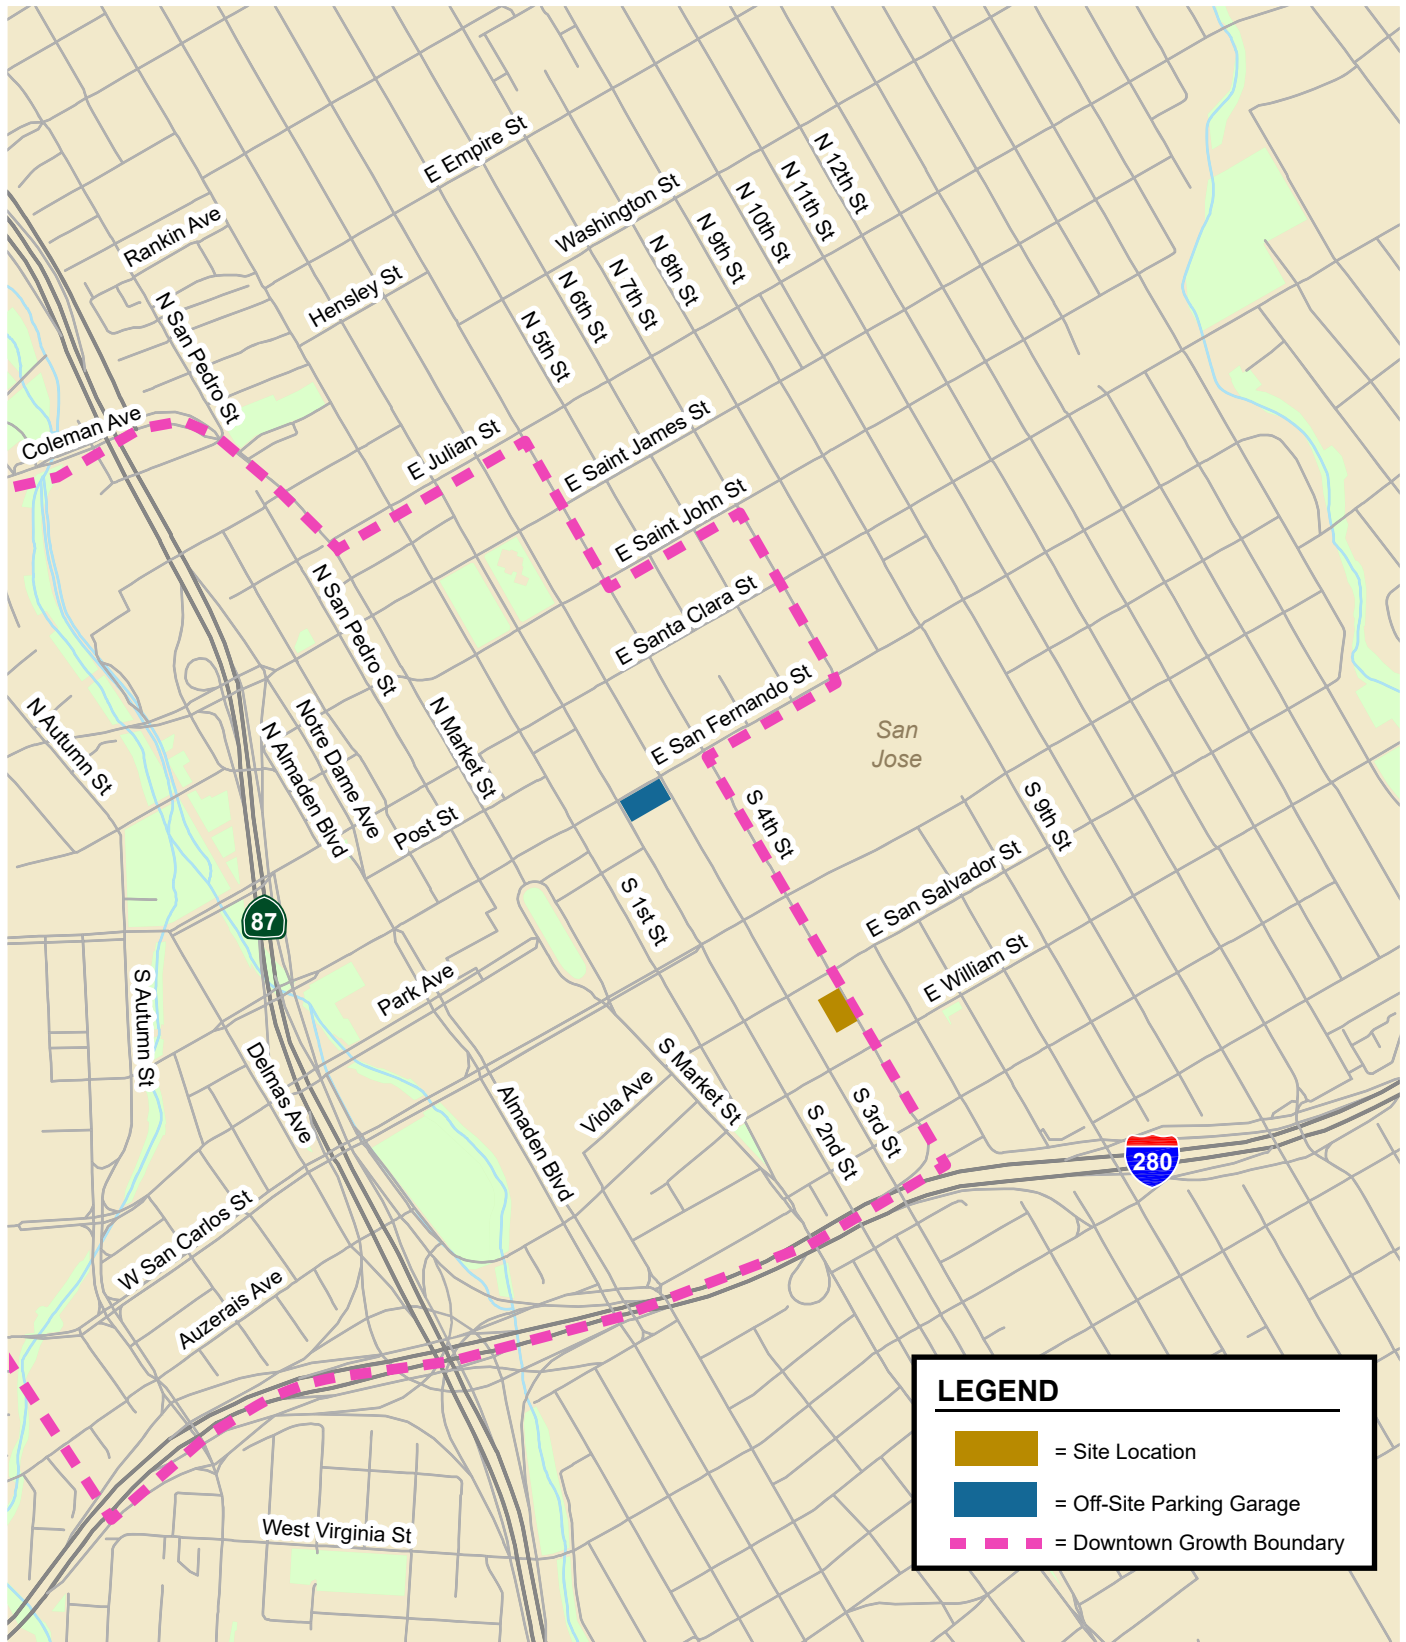 E Empire St
N 12th St
N 11th St
N 10th St
Washington St
N 9th St
N 8th St
N 7th St
N 6th St
N 5th St
Rankin Ave
Hensley St
N San Pedro St
Coleman Ave
E Julian St
E Saint James St
E Saint John St
E Santa Clara St
N San Pedro St
E San Fernando St
N Autumn St
Notre Dame Ave
N Almaden Blvd
N Market St
San
Jose
Post St
S 4th St
S 9th St
E San Salvador St
87
S 1st St
E William St
Park Ave
S Autumn St
Delmas Ave
S Market St
Viola Ave
Almaden Blvd
S 3rd St
S 2nd St
280
W San Carlos St
Auzerais Ave
West Virginia St
LEGEND
= Site Location
= Off-Site Parking Garage
= Downtown Growth Boundary